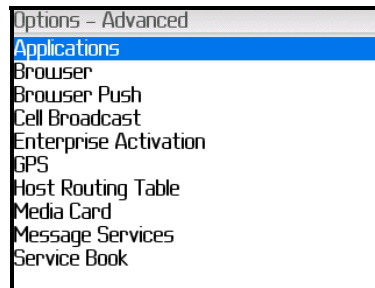 Options - Advanced
Applications
Browser
Browser Push
Cell Broadcast
Enterprise Activation
GPS
Host Routing Table
Media Card
Message Services
Service Book